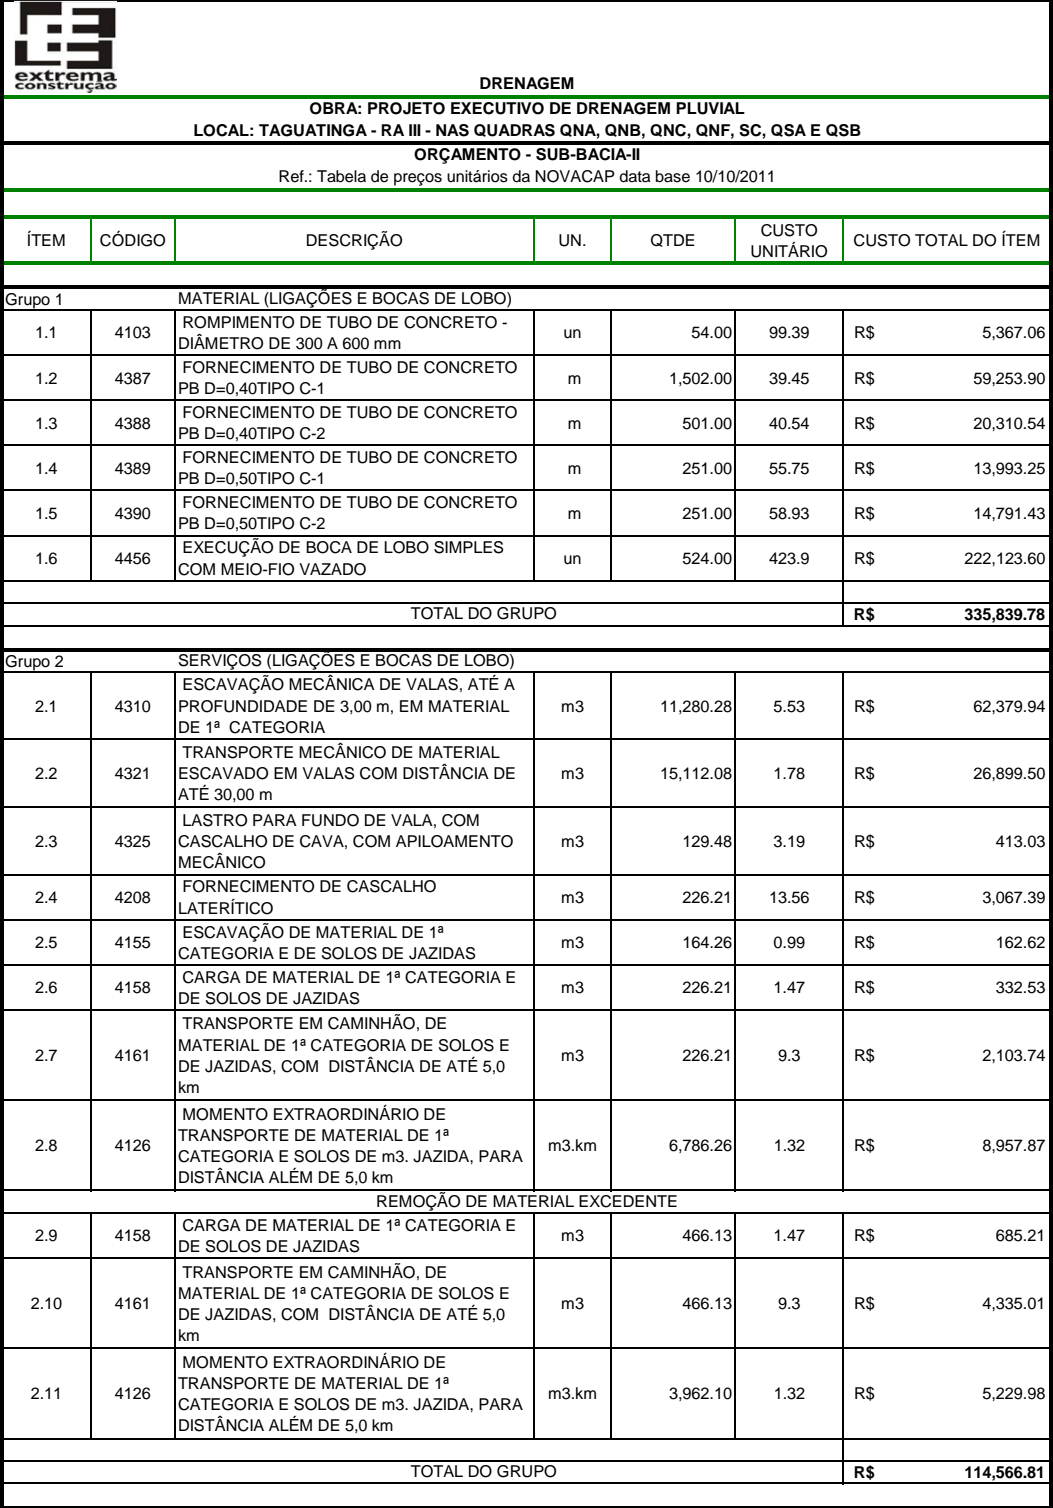 extrema
construção
DRENAGEM
OBRA: PROJETO EXECUTIVO DE DRENAGEM PLUVIAL
LOCAL: TAGUATINGA - RA III - NAS QUADRAS QNA, QNB, QNC, QNF, SC, QSA E QSB
ORÇAMENTO - SUB-BACIA-II
Ref.: Tabela de preços unitários da NOVACAP data base 10/10/2011
ÍTEM CÓDIGO DESCRIÇÃO UN. QTDE CUSTO UNITÁRIO CUSTO TOTAL DO ÍTEM
Grupo 1 MATERIAL (LIGAÇÕES E BOCAS DE LOBO)
1.1 4103 ROMPIMENTO DE TUBO DE CONCRETO - DIÂMETRO DE 300 A 600 mm un 54.00 99.39 R$ 5,367.06
1.2 4387 FORNECIMENTO DE TUBO DE CONCRETO PB D=0,40TIPO C-1 m 1,502.00 39.45 R$ 59,253.90
1.3 4388 FORNECIMENTO DE TUBO DE CONCRETO PB D=0,40TIPO C-2 m 501.00 40.54 R$ 20,310.54
1.4 4389 FORNECIMENTO DE TUBO DE CONCRETO PB D=0,50TIPO C-1 m 251.00 55.75 R$ 13,993.25
1.5 4390 FORNECIMENTO DE TUBO DE CONCRETO PB D=0,50TIPO C-2 m 251.00 58.93 R$ 14,791.43
1.6 4456 EXECUÇÃO DE BOCA DE LOBO SIMPLES COM MEIO-FIO VAZADO un 524.00 423.9 R$ 222,123.60
TOTAL DO GRUPO R$ 335,839.78
Grupo 2 SERVIÇOS (LIGAÇÕES E BOCAS DE LOBO)
2.1 4310 ESCAVAÇÃO MECÂNICA DE VALAS, ATÉ A PROFUNDIDADE DE 3,00 m, EM MATERIAL DE 1ª CATEGORIA m3 11,280.28 5.53 R$ 62,379.94
2.2 4321 TRANSPORTE MECÂNICO DE MATERIAL ESCAVADO EM VALAS COM DISTÂNCIA DE ATÉ 30,00 m m3 15,112.08 1.78 R$ 26,899.50
2.3 4325 LASTRO PARA FUNDO DE VALA, COM CASCALHO DE CAVA, COM APILOAMENTO MECÂNICO m3 129.48 3.19 R$ 413.03
2.4 4208 FORNECIMENTO DE CASCALHO LATERÍTICO m3 226.21 13.56 R$ 3,067.39
2.5 4155 ESCAVAÇÃO DE MATERIAL DE 1ª CATEGORIA E DE SOLOS DE JAZIDAS m3 164.26 0.99 R$ 162.62
2.6 4158 CARGA DE MATERIAL DE 1ª CATEGORIA E DE SOLOS DE JAZIDAS m3 226.21 1.47 R$ 332.53
2.7 4161 TRANSPORTE EM CAMINHÃO, DE MATERIAL DE 1ª CATEGORIA DE SOLOS E DE JAZIDAS, COM DISTÂNCIA DE ATÉ 5,0 km m3 226.21 9.3 R$ 2,103.74
2.8 4126 MOMENTO EXTRAORDINÁRIO DE TRANSPORTE DE MATERIAL DE 1ª CATEGORIA E SOLOS DE m3. JAZIDA, PARA DISTÂNCIA ALÉM DE 5,0 km m3.km 6,786.26 1.32 R$ 8,957.87
REMOÇÃO DE MATERIAL EXCEDENTE
2.9 4158 CARGA DE MATERIAL DE 1ª CATEGORIA E DE SOLOS DE JAZIDAS m3 466.13 1.47 R$ 685.21
2.10 4161 TRANSPORTE EM CAMINHÃO, DE MATERIAL DE 1ª CATEGORIA DE SOLOS E DE JAZIDAS, COM DISTÂNCIA DE ATÉ 5,0 km m3 466.13 9.3 R$ 4,335.01
2.11 4126 MOMENTO EXTRAORDINÁRIO DE TRANSPORTE DE MATERIAL DE 1ª CATEGORIA E SOLOS DE m3. JAZIDA, PARA DISTÂNCIA ALÉM DE 5,0 km m3.km 3,962.10 1.32 R$ 5,229.98
TOTAL DO GRUPO R$ 114,566.81